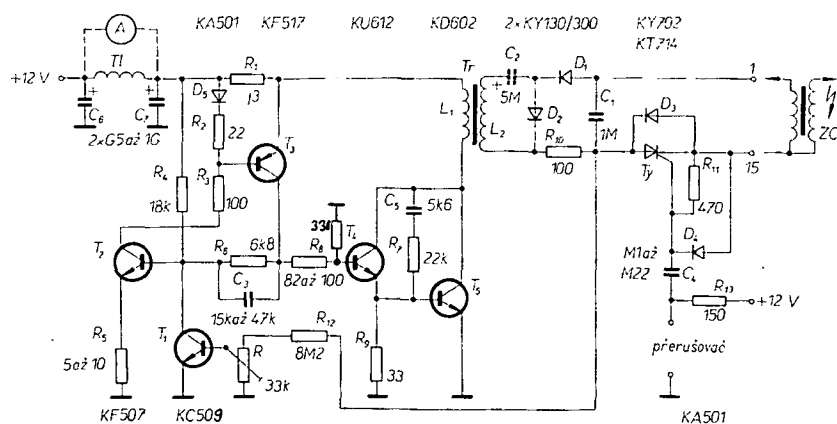 KA501 KF517 KU612 KD602 2×KY130/300 KY702
KT714
A
+12 V
Tl
R1
J3
D5
C6
C7
2xG5až 1G
R2
22
T3
R4
18k
R3
100
Tr
L1
L2
C2
5M
D1
D2
C1
1M
R10
100
1
15
ZC
D3
Ty
R11
470
D4
M1až
M22
C4
R13
150
+12 V
přerušovač
T2
R6
6k8
C3
15kaž 47k
R8
82až 100
331
T4
C5
5k6
R7
22k
T5
R5
5až 10
T1
R
33k
R12
8M2
R9
33
KF507 KC509 KA501